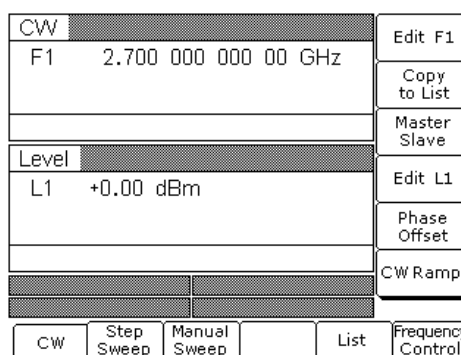 CW
F1 2.700 000 000 00 GHz
Level
L1 +0.00 dBm
Edit F1
Copy
to List
Master
Slave
Edit L1
Phase
Offset
CW Ramp
CW
Step
Sweep
Manual
Sweep
List
Frequenc
Control